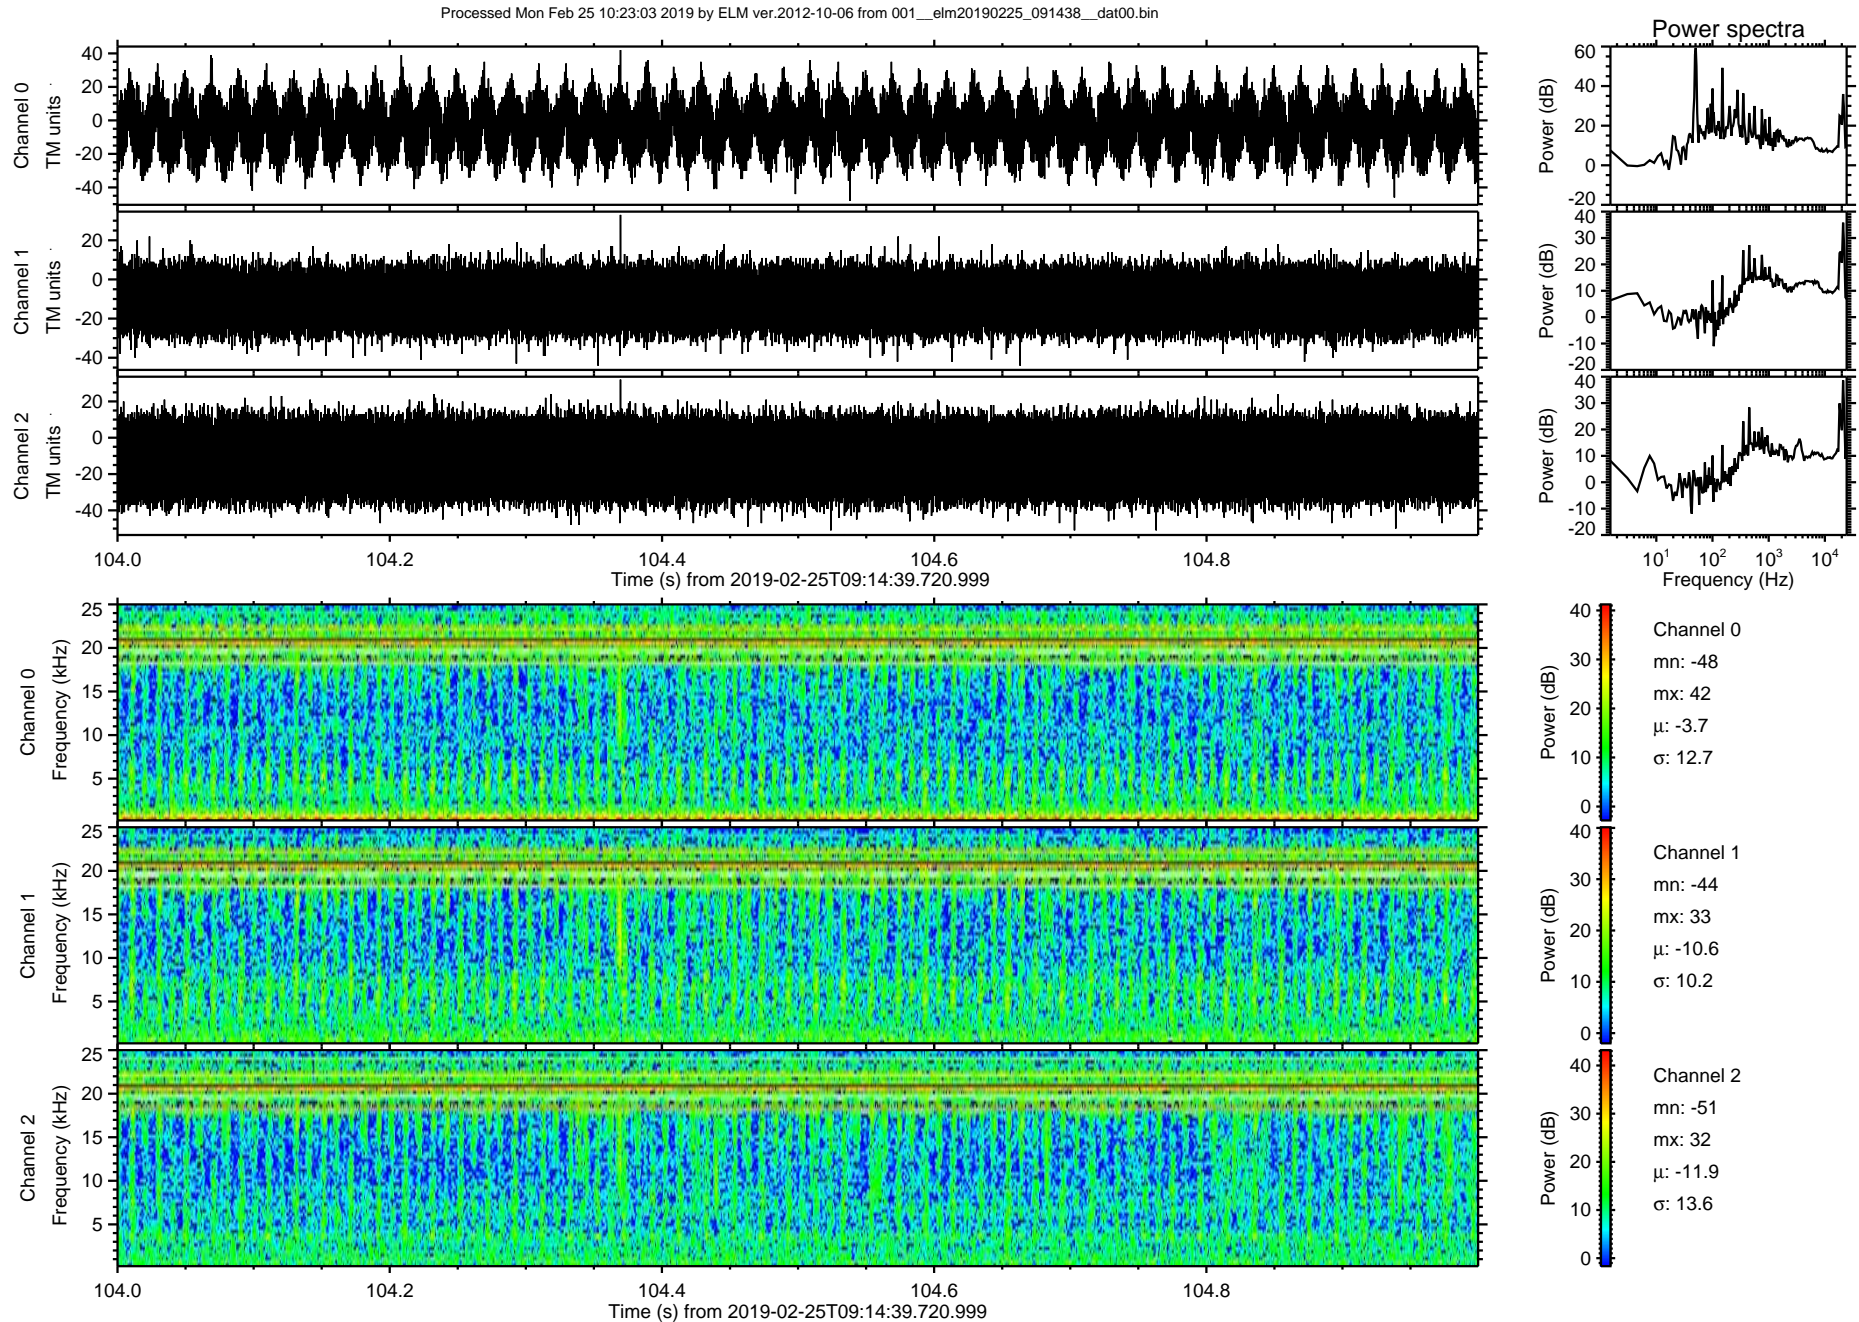 Processed Mon Feb 25 10:23:03 2019 by ELM ver.2012-10-06 from 001__elm20190225_091438__dat00.bin
Power spectra
Channel 0
TM units
40
20
0
-20
-40
Power (dB)
60
40
20
0
-20
Channel 1
TM units
20
0
-20
-40
Power (dB)
40
30
20
10
0
-10
-20
Channel 2
TM units
20
0
-20
-40
Power (dB)
40
30
20
10
0
-10
-20
104.0 104.2 104.4 104.6 104.8
Time (s) from 2019-02-25T09:14:39.720.999
10¹ 10² 10³ 10⁴
Frequency (Hz)
Channel 0
Frequency (kHz)
25
20
15
10
5
Power (dB)
40
30
20
10
0
Channel 0
mn: -48
mx: 42
μ: -3.7
σ: 12.7
Channel 1
Frequency (kHz)
25
20
15
10
5
Power (dB)
40
30
20
10
0
Channel 1
mn: -44
mx: 33
μ: -10.6
σ: 10.2
Channel 2
Frequency (kHz)
25
20
15
10
5
Power (dB)
40
30
20
10
0
Channel 2
mn: -51
mx: 32
μ: -11.9
σ: 13.6
104.0 104.2 104.4 104.6 104.8
Time (s) from 2019-02-25T09:14:39.720.999